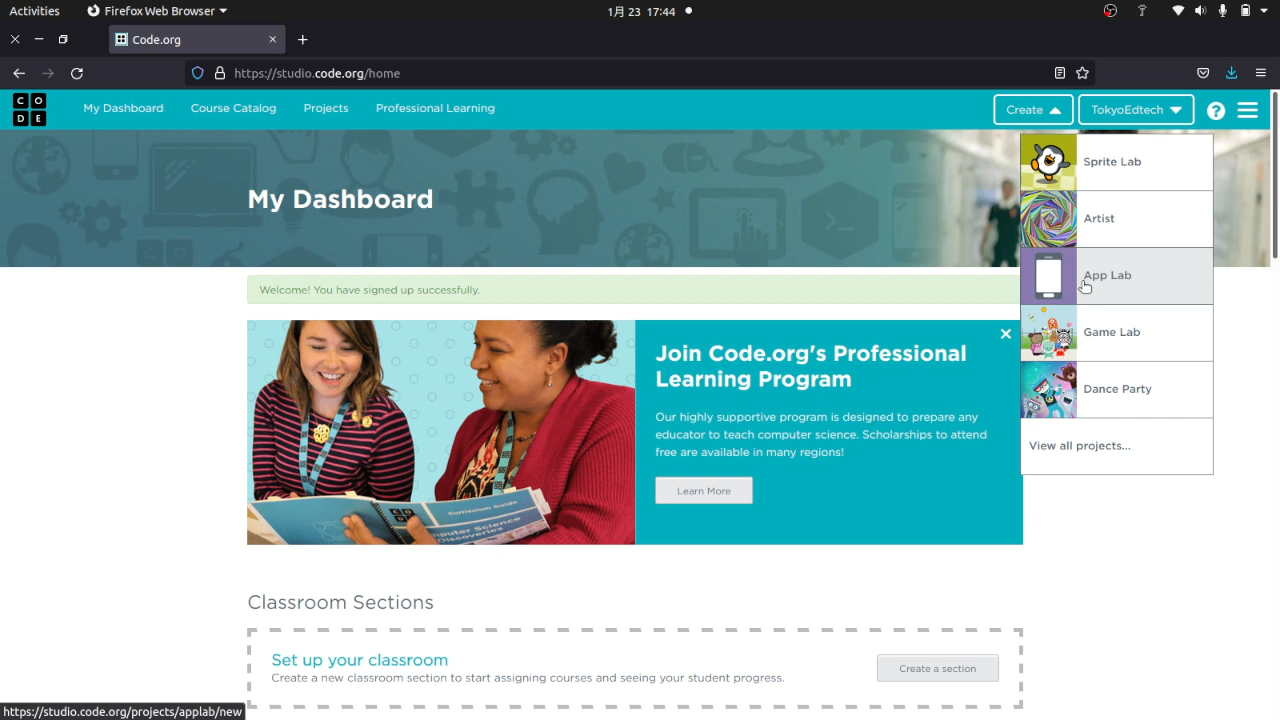 Activities
Firefox Web Browser
1月 23 17:44
Code.org
https://studio.code.org/home
C O
D E
My Dashboard
Course Catalog
Projects
Professional Learning
Create
TokyoEdtech
?
Sprite Lab
Artist
App Lab
Game Lab
Dance Party
View all projects...
My Dashboard
Welcome! You have signed up successfully.
Join Code.org's Professional
Learning Program
Our highly supportive program is designed to prepare any
educator to teach computer science. Scholarships to attend
free are available in many regions!
Learn More
Curriculum Guide
Computer Science
Discoveries
Classroom Sections
Set up your classroom
Create a new classroom section to start assigning courses and seeing your student progress.
Create a section
https://studio.code.org/projects/applab/new